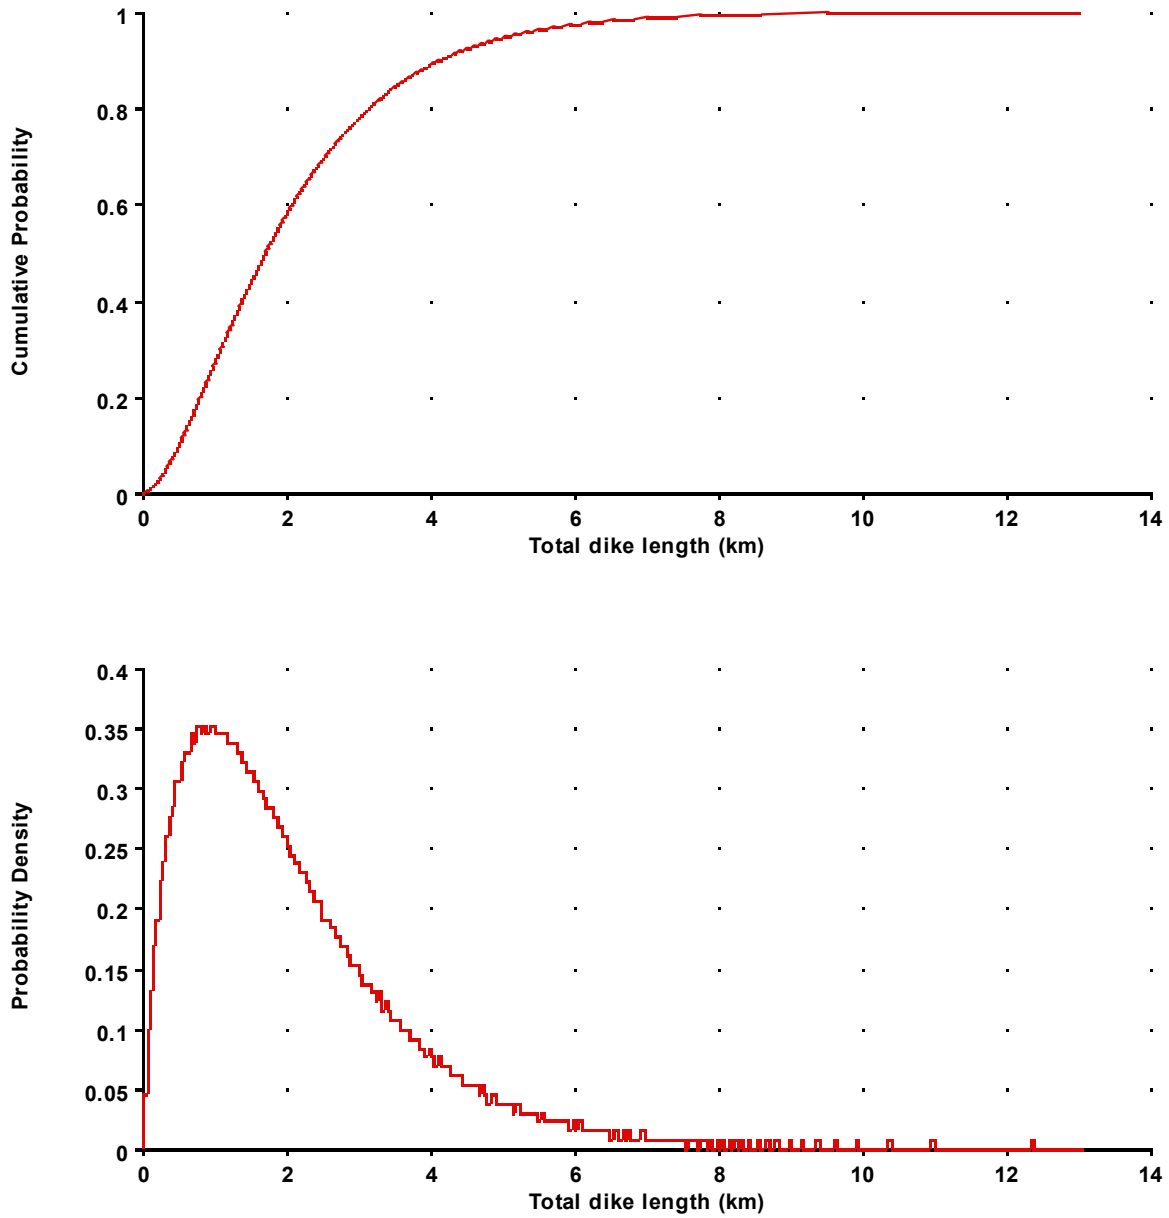 Cumulative Probability
1
0.8
0.6
0.4
0.2
0
0 2 4 6 8 10 12 14
Total dike length (km)
Probability Density
0.4
0.35
0.3
0.25
0.2
0.15
0.1
0.05
0
0 2 4 6 8 10 12 14
Total dike length (km)